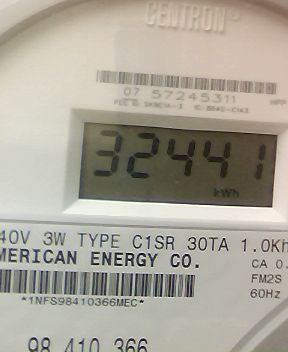 CENTRON®
07 57245311
32441
kWh
40V 3W TYPE C1SR 30TA 1.0Kh
MERICAN ENERGY CO.
CA 0.
FM2S
*1NFS98410366MEC*
60Hz
98 410 366